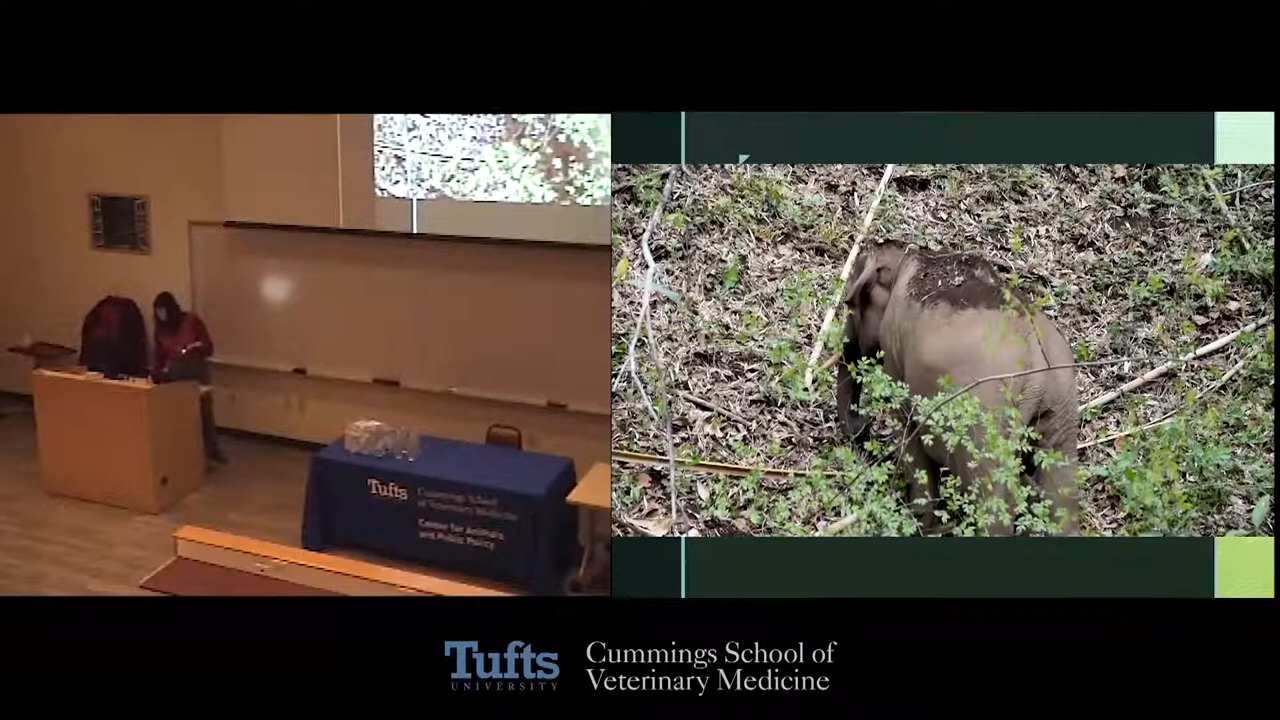 Tufts
Cummings School
of Veterinary Medicine
Center for Animals
and Public Policy
Tufts
UNIVERSITY
Cummings School of
Veterinary Medicine